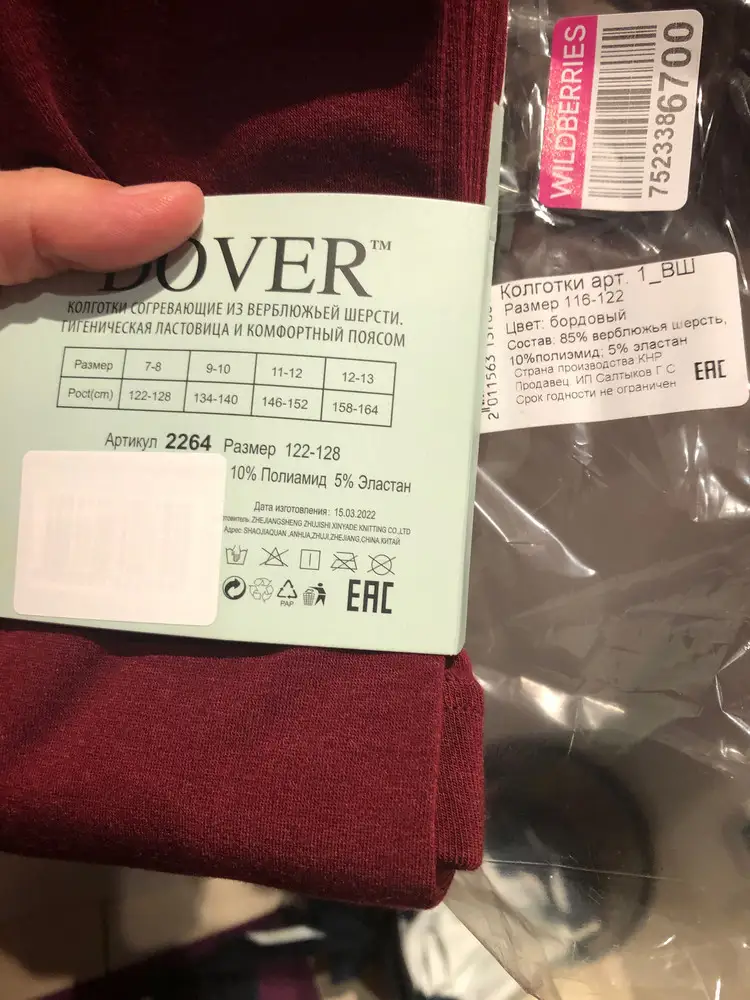 WILDBERRIES
7523386700
DOVER™
КОЛГОТКИ СОГРЕВАЮЩИЕ ИЗ ВЕРБЛЮЖЬЕЙ ШЕРСТИ.
ГИГЕНИЧЕСКАЯ ЛАСТОВИЦА И КОМФОРТНЫЙ ПОЯСОМ
Размер 7-8 9-10 11-12 12-13
Рост(cm) 122-128 134-140 146-152 158-164
Артикул 2264 Размер 122-128
10% Полиамид 5% Эластан
Дата изготовления: 15.03.2022
ZHEJIANGSHENG ZHUJISHI XINYADE KNITTING CO.,LTD
Адрес: SHAOJIAQUAN ,ANHUA,ZHUJI,ZHEJIANG,CHINA.КИТАЙ
PAP
EAC
Колготки арт. 1_ВШ
Размер 116-122
Цвет: бордовый
Состав: 85% верблюжья шерсть,
10%полиэмид; 5% эластан
Страна производства КНР
Продавец ИП Салтыков Г С
Срок годности не ограничен
EAC